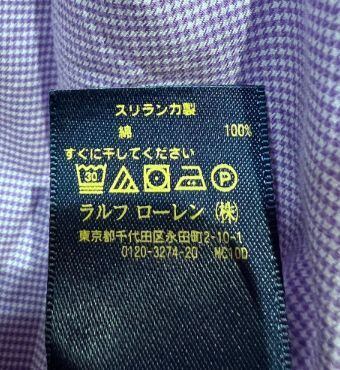 スリランカ製
綿 100%
すぐに干してください
30 P
ラルフ ローレン (株)
東京都千代田区永田町2-10-1
0120-3274-20 MC10D